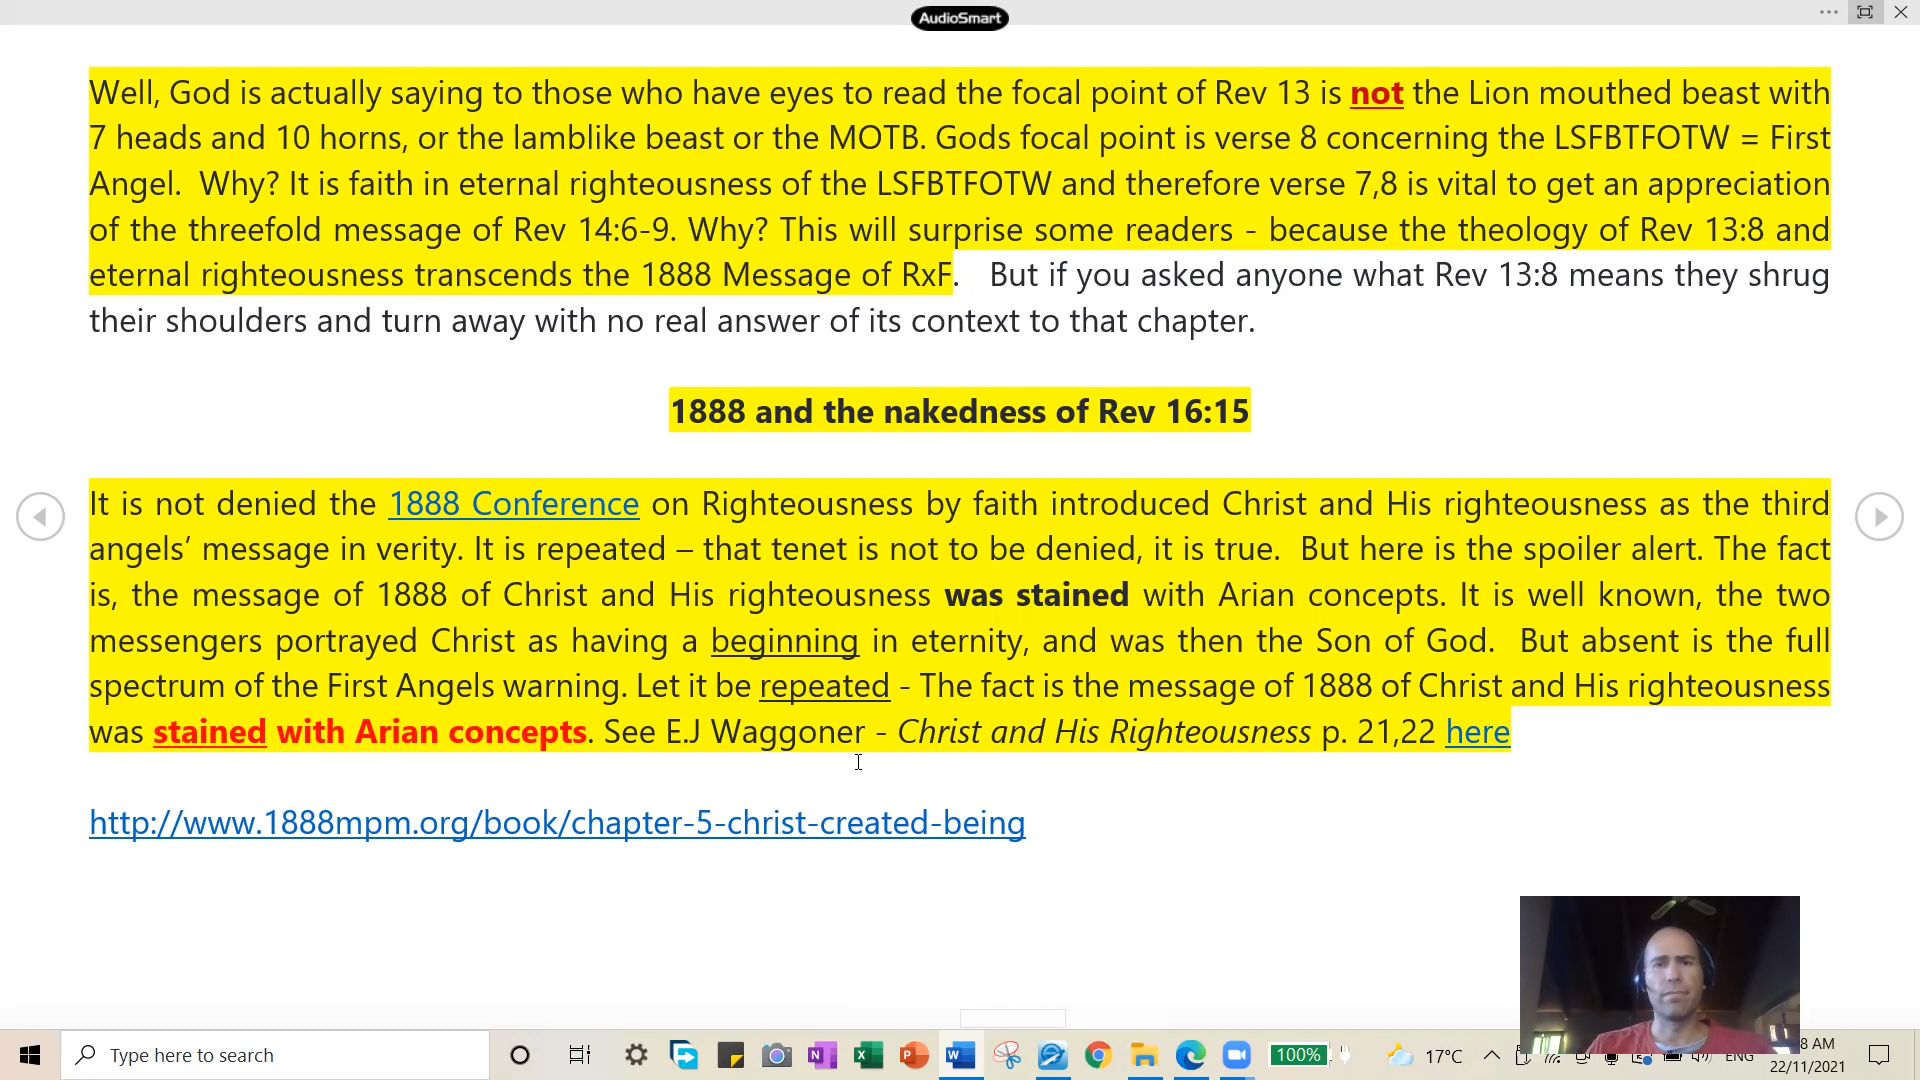 AudioSmart
Well, God is actually saying to those who have eyes to read the focal point of Rev 13 is not the Lion mouthed beast with
7 heads and 10 horns, or the lamblike beast or the MOTB. Gods focal point is verse 8 concerning the LSFBTFOTW = First
Angel. Why? It is faith in eternal righteousness of the LSFBTFOTW and therefore verse 7,8 is vital to get an appreciation
of the threefold message of Rev 14:6-9. Why? This will surprise some readers - because the theology of Rev 13:8 and
eternal righteousness transcends the 1888 Message of RxF. But if you asked anyone what Rev 13:8 means they shrug
their shoulders and turn away with no real answer of its context to that chapter.
1888 and the nakedness of Rev 16:15
It is not denied the 1888 Conference on Righteousness by faith introduced Christ and His righteousness as the third
angels’ message in verity. It is repeated – that tenet is not to be denied, it is true. But here is the spoiler alert. The fact
is, the message of 1888 of Christ and His righteousness was stained with Arian concepts. It is well known, the two
messengers portrayed Christ as having a beginning in eternity, and was then the Son of God. But absent is the full
spectrum of the First Angels warning. Let it be repeated - The fact is the message of 1888 of Christ and His righteousness
was stained with Arian concepts. See E.J Waggoner - Christ and His Righteousness p. 21,22 here
http://www.1888mpm.org/book/chapter-5-christ-created-being
Type here to search
100%
17°C
ENG
8 AM
22/11/2021